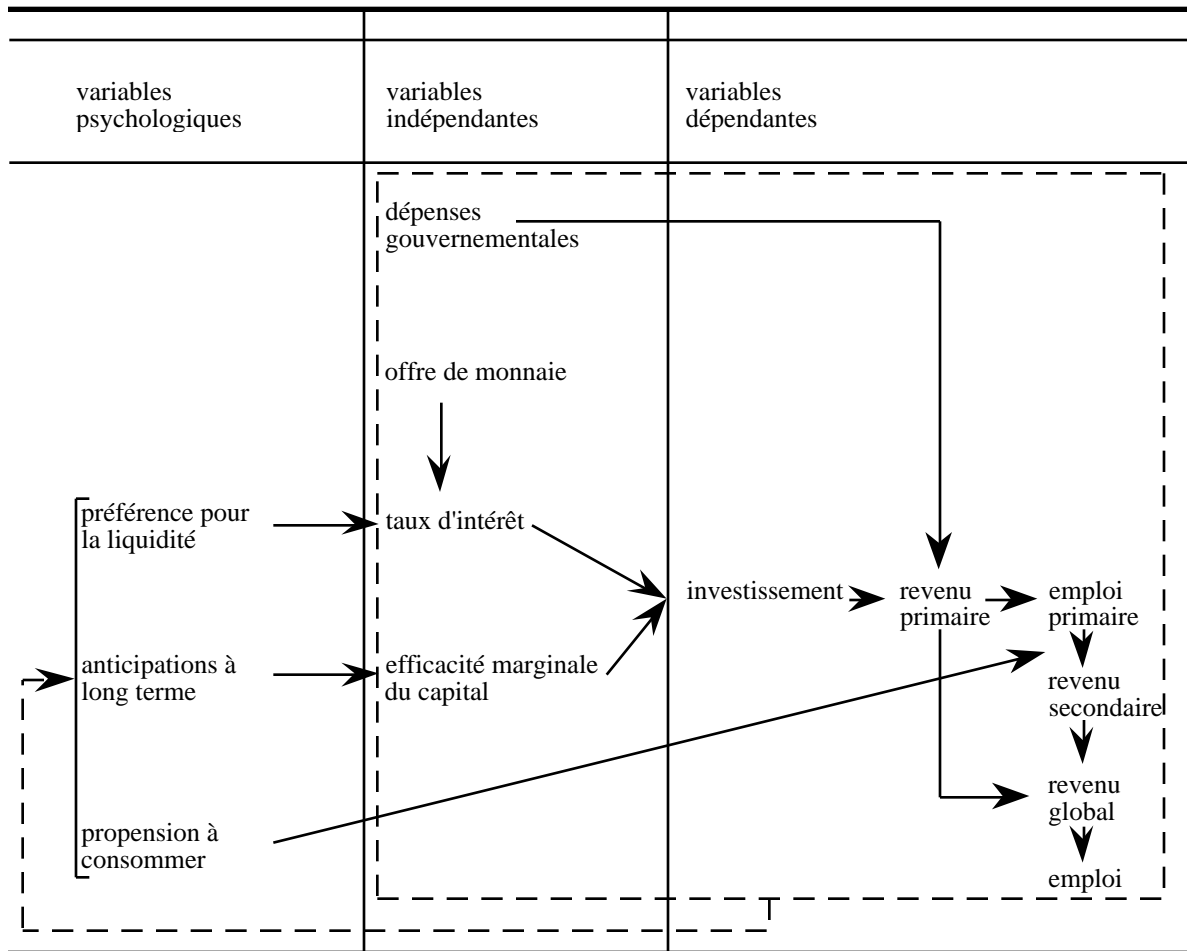 variables
psychologiques
variables
indépendantes
variables
dépendantes
dépenses
gouvernementales
offre de monnaie
préférence pour
la liquidité
taux d'intérêt
investissement
revenu
primaire
emploi
primaire
anticipations à
long terme
efficacité marginale
du capital
revenu
secondaire
revenu
global
propension à
consommer
emploi